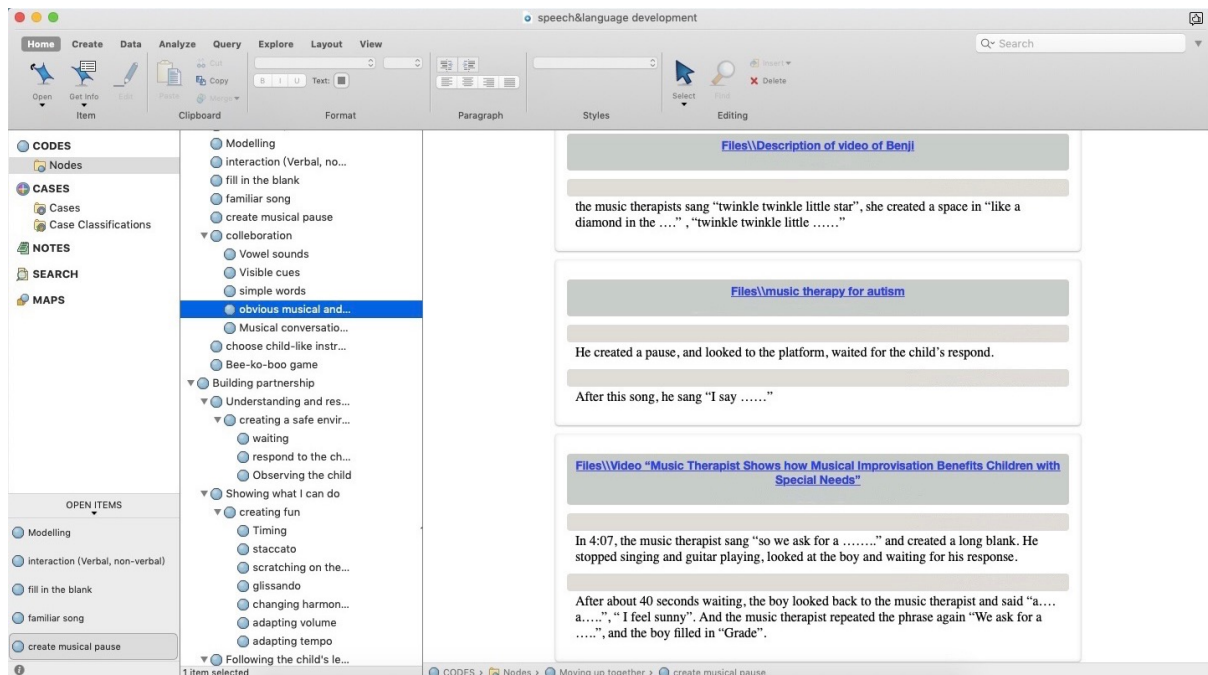 speech&language development
Home Create Data Analyze Query Explore Layout View
Search
Open
Get Info
Edit
Item
Paste
Cut
Copy
Merge
Clipboard
B I U Text:
Format
Paragraph
Styles
Select
Find
Insert
Delete
Editing
CODES
Nodes
CASES
Cases
Case Classifications
NOTES
SEARCH
MAPS
OPEN ITEMS
Modelling
interaction (Verbal, non-verbal)
fill in the blank
familiar song
create musical pause
Modelling
interaction (Verbal, no...
fill in the blank
familiar song
create musical pause
colleboration
Vowel sounds
Visible cues
simple words
obvious musical and...
Musical conversatio...
choose child-like instr...
Bee-ko-boo game
Building partnership
Understanding and res...
creating a safe envir...
waiting
respond to the ch...
Observing the child
Showing what I can do
creating fun
Timing
staccato
scratching on the...
glissando
changing harmon...
adapting volume
adapting tempo
Following the child's le...
1 item selected
Files\\Description of video of Benji
the music therapists sang “twinkle twinkle little star”, she created a space in “like a
diamond in the ….” , “twinkle twinkle little ……”
Files\\music therapy for autism
He created a pause, and looked to the platform, waited for the child’s respond.
After this song, he sang “I say ……”
Files\\Video “Music Therapist Shows how Musical Improvisation Benefits Children with
Special Needs”
In 4:07, the music therapist sang “so we ask for a ……..” and created a long blank. He
stopped singing and guitar playing, looked at the boy and waiting for his response.
After about 40 seconds waiting, the boy looked back to the music therapist and said “a….
a…..”, “ I feel sunny”. And the music therapist repeated the phrase again “We ask for a
…..”, and the boy filled in “Grade”.
CODES > Nodes > Moving up together > create musical pause